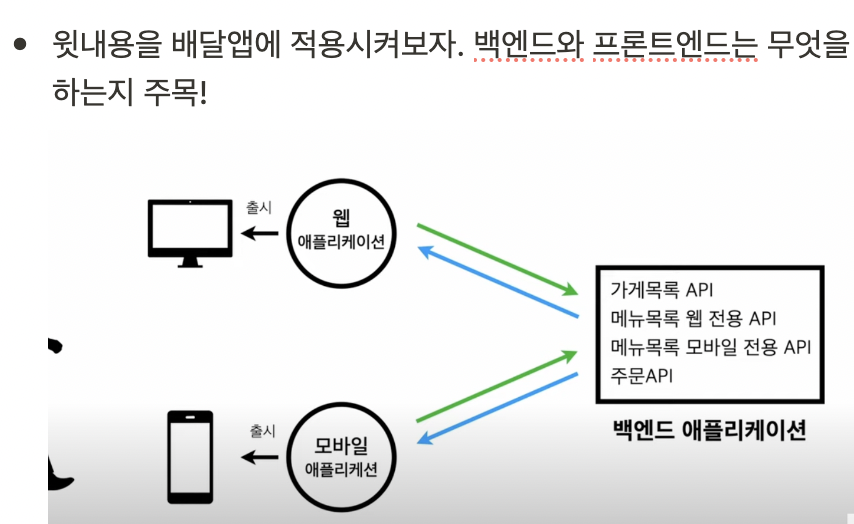 윗내용을 배달앱에 적용시켜보자. 백엔드와 프론트엔드는 무엇을
하는지 주목!
출시
웹
애플리케이션
가게목록 API
메뉴목록 웹 전용 API
메뉴목록 모바일 전용 API
주문API
백엔드 애플리케이션
출시
모바일
애플리케션